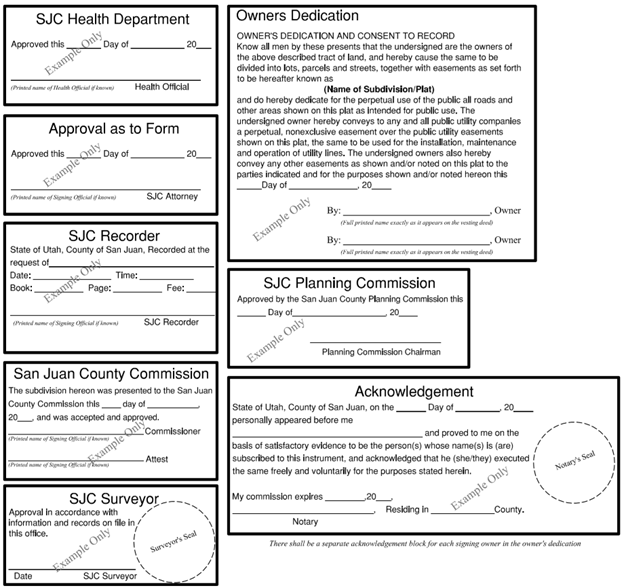 SJC Health Department
Approved this ____ Day of ____________ 20___
Example Only
(Printed name of Health Official if known) Health Official
Approval as to Form
Approved this ____ Day of ____________ 20___
Example Only
(Printed name of Signing Official if known) SJC Attorney
SJC Recorder
State of Utah, County of San Juan, Recorded at the
request of______________________________
Date: ____________ Time: ____________
Book: __________ Page: __________ Fee: ______
Example Only
(Printed name of Signing Official if known) SJC Recorder
San Juan County Commission
The subdivision hereon was presented to the San Juan
County Commission this ____ day of ___________,
20___, and was accepted and approved.
____________________________Commissioner
(Printed name of Signing Official if known)
____________________________ Attest
(Printed name of Signing Official if known)
Example Only
SJC Surveyor
Approval in accordance with
information and records on file in
this office.
Example Only
Surveyor's Seal
Date SJC Surveyor
Owners Dedication
OWNER'S DEDICATION AND CONSENT TO RECORD
Know all men by these presents that the undersigned are the owners of
the above described tract of land, and hereby cause the same to be
divided into lots, parcels and streets, together with easements as set forth
to be hereafter known as
(Name of Subdivision/Plat)
and do hereby dedicate for the perpetual use of the public all roads and
other areas shown on this plat as intended for public use. The
undersigned owner hereby conveys to any and all public utility companies
a perpetual, nonexclusive easement over the public utility easements
shown on this plat, the same to be used for the installation, maintenance
and operation of utility lines. The undersigned owners also hereby
convey any other easements as shown and/or noted on this plat to the
parties indicated and for the purposes shown and/or noted hereon this
_____Day of ______________, 20____
Example Only
By: ____________________________, Owner
(Full printed name exactly as it appears on the vesting deed)
By: ____________________________, Owner
(Full printed name exactly as it appears on the vesting deed)
SJC Planning Commission
Approved by the San Juan County Planning Commission this
______ Day of__________________, 20____
Example Only
Planning Commission Chairman
Acknowledgement
State of Utah, County of San Juan, on the ______ Day of _________, 20___
personally appeared before me
______________________________ and proved to me on the
basis of satisfactory evidence to be the person(s) whose name(s) is (are)
subscribed to this instrument, and acknowledged that he (she/they) executed
the same freely and voluntarily for the purposes stated herein.
Notary's Seal
Example Only
My commission expires ________,20___.
____________________, Residing in ____________County.
Notary
There shall be a separate acknowledgement block for each signing owner in the owner's dedication